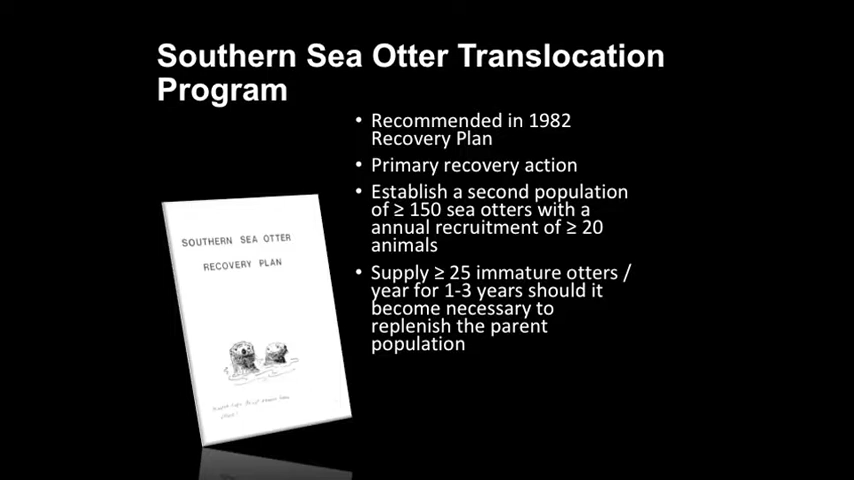 Southern Sea Otter Translocation
Program
• Recommended in 1982
Recovery Plan
• Primary recovery action
• Establish a second population
of ≥ 150 sea otters with a
annual recruitment of ≥ 20
animals
• Supply ≥ 25 immature otters /
year for 1-3 years should it
become necessary to
replenish the parent
population
SOUTHERN SEA OTTER
RECOVERY PLAN